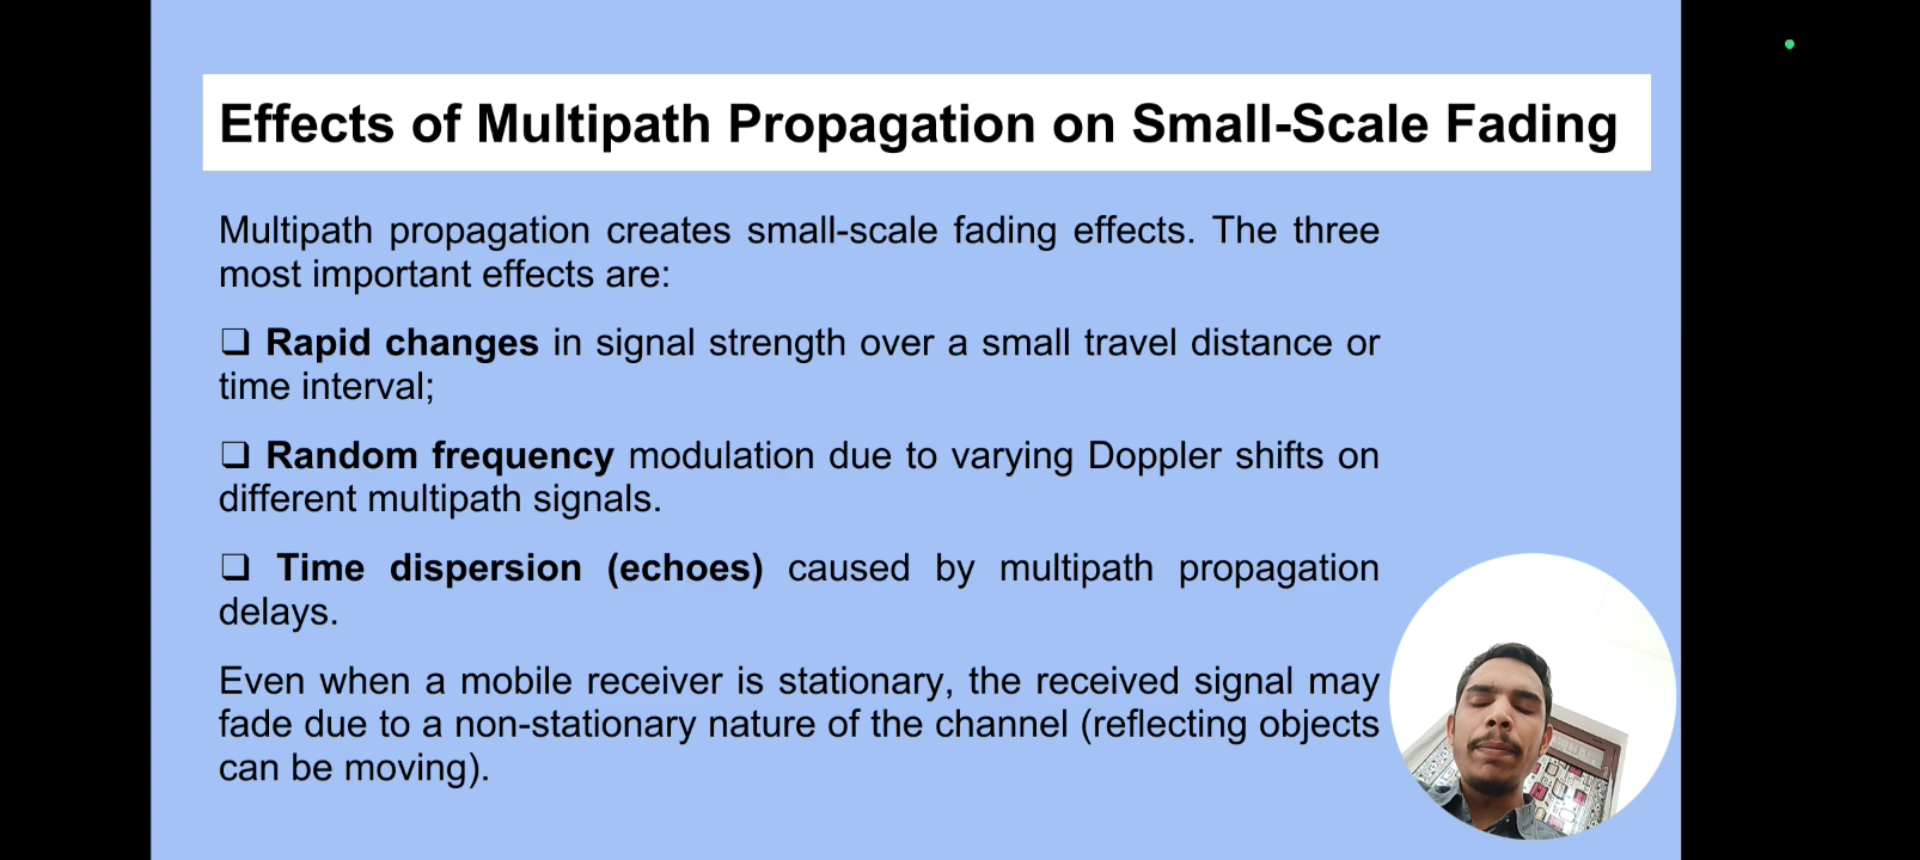 Effects of Multipath Propagation on Small-Scale Fading
Multipath propagation creates small-scale fading effects. The three
most important effects are:
❏ Rapid changes in signal strength over a small travel distance or
time interval;
❏ Random frequency modulation due to varying Doppler shifts on
different multipath signals.
❏ Time dispersion (echoes) caused by multipath propagation
delays.
Even when a mobile receiver is stationary, the received signal may
fade due to a non-stationary nature of the channel (reflecting objects
can be moving).